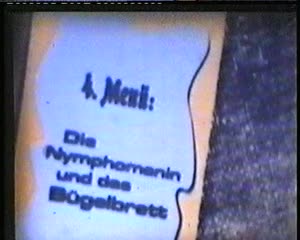 4. Menü:
Die
Nymphomanin
und das
Bügelbrett